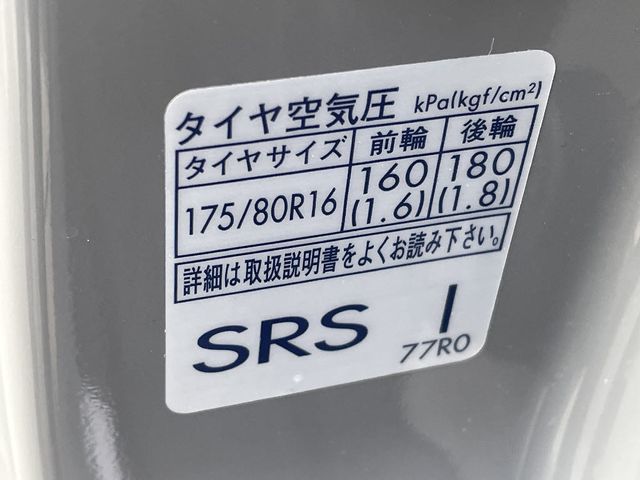 タイヤ空気圧 kPa(kgf/cm²)
タイヤサイズ 前輪 後輪
175/80R16 160 180
(1.6) (1.8)
詳細は取扱説明書をよくお読み下さい。
SRS I
77R0